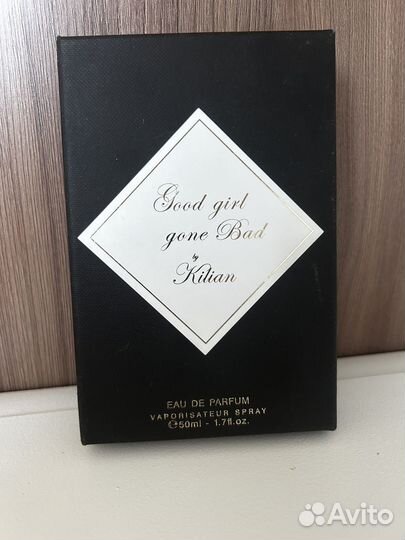 Good girl
gone Bad
by
Kilian
EAU DE PARFUM
VAPORISATEUR SPRAY
℮50ml - 1.7fl.oz.
Avito